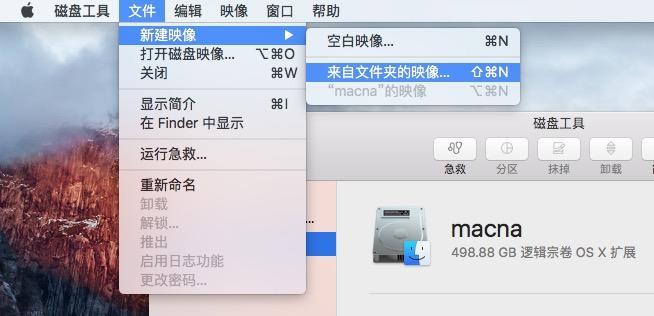 磁盘工具 文件 编辑 映像 窗口 帮助
新建映像
空白映像... ⌘N
打开磁盘映像... ⌥⌘O
关闭 ⌘W
来自文件夹的映像... ⇧⌘N
“macna”的映像 ⌥⌘N
显示简介 ⌘I
在 Finder 中显示
磁盘工具
运行急救...
急救 分区 抹掉 卸载
重新命名
卸载
解锁...
推出
启用日志功能
更改密码...
macna
498.88 GB 逻辑宗卷 OS X 扩展